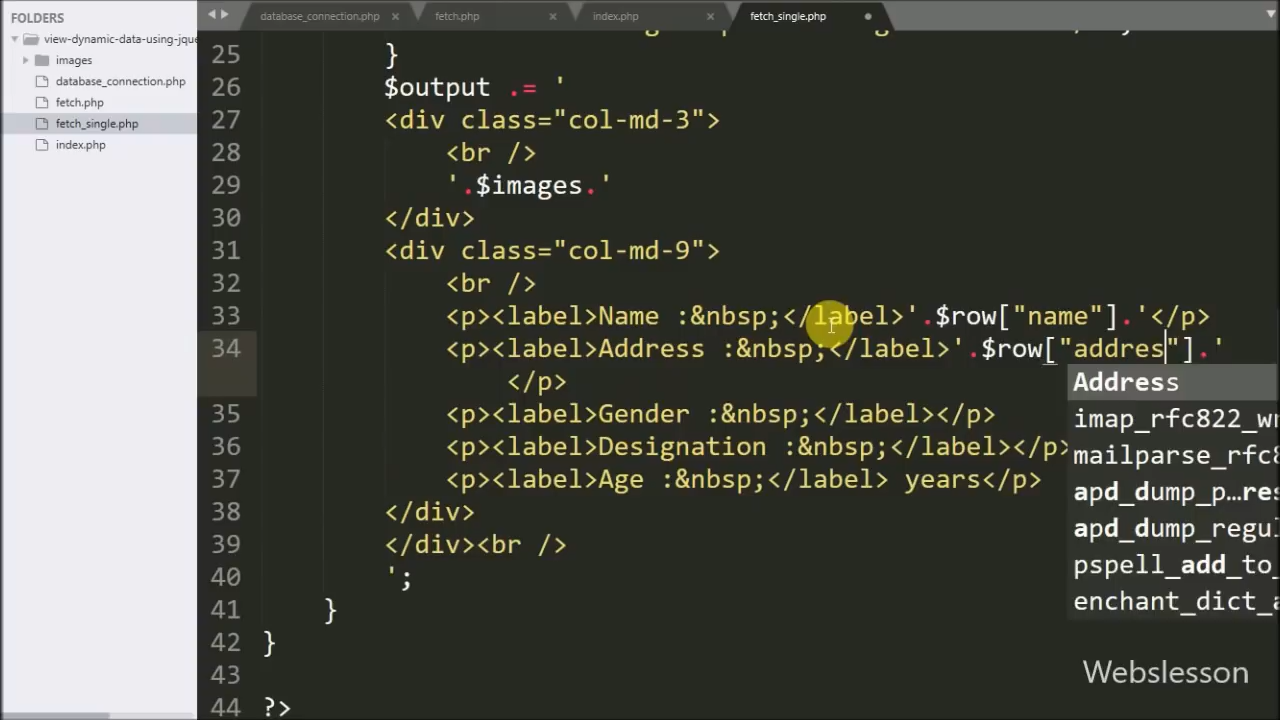 FOLDERS
view-dynamic-data-using-jque
images
database_connection.php
fetch.php
fetch_single.php
index.php
database_connection.php × fetch.php × index.php × fetch_single.php
25 }
26 $output .= '
27 <div class="col-md-3">
28 <br />
29 '.$images.'
30 </div>
31 <div class="col-md-9">
32 <br />
33 <p><label>Name :&nbsp;</label>'.$row["name"].'</p>
34 <p><label>Address :&nbsp;</label>'.$row["addres"].'
</p>
35 <p><label>Gender :&nbsp;</label></p>
36 <p><label>Designation :&nbsp;</label></p>
37 <p><label>Age :&nbsp;</label> years</p>
38 </div>
39 </div><br />
40 ';
41 }
42 }
43
44 ?>
Address
imap_rfc822_wr
mailparse_rfc8
apd_dump_p…res
apd_dump_regu
pspell_add_to_
enchant_dict_a
Webslesson